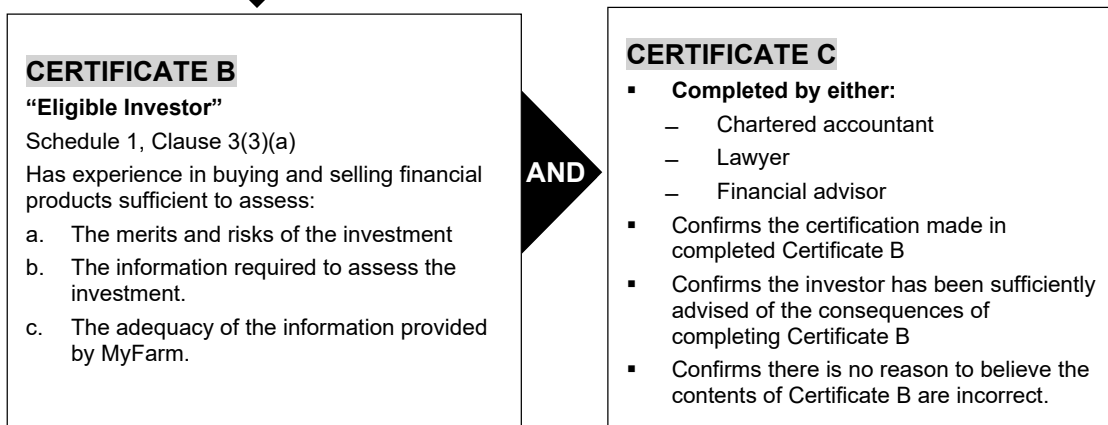 CERTIFICATE B
“Eligible Investor”
Schedule 1, Clause 3(3)(a)
Has experience in buying and selling financial
products sufficient to assess:
a. The merits and risks of the investment
b. The information required to assess the
investment.
c. The adequacy of the information provided
by MyFarm.
AND
CERTIFICATE C
▪ Completed by either:
– Chartered accountant
– Lawyer
– Financial advisor
▪ Confirms the certification made in
completed Certificate B
▪ Confirms the investor has been sufficiently
advised of the consequences of
completing Certificate B
▪ Confirms there is no reason to believe the
contents of Certificate B are incorrect.